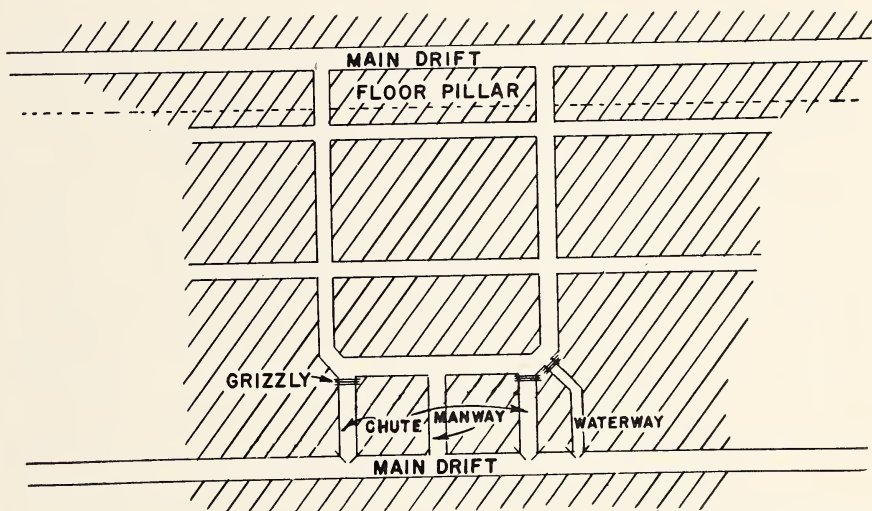 MAIN DRIFT
FLOOR PILLAR
GRIZZLY
CHUTE
MANWAY
WATERWAY
MAIN DRIFT